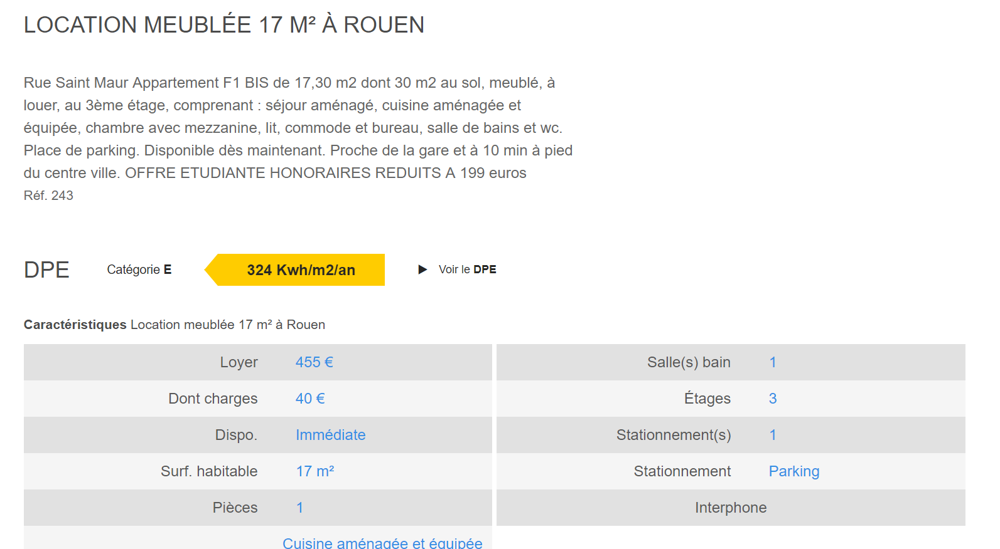 LOCATION MEUBLÉE 17 M² À ROUEN
Rue Saint Maur Appartement F1 BIS de 17,30 m2 dont 30 m2 au sol, meublé, à
louer, au 3ème étage, comprenant : séjour aménagé, cuisine aménagée et
équipée, chambre avec mezzanine, lit, commode et bureau, salle de bains et wc.
Place de parking. Disponible dès maintenant. Proche de la gare et à 10 min à pied
du centre ville. OFFRE ETUDIANTE HONORAIRES REDUITS A 199 euros
Réf. 243
DPE Catégorie E 324 Kwh/m2/an Voir le DPE
Caractéristiques Location meublée 17 m² à Rouen
Loyer 455 €
Dont charges 40 €
Dispo. Immédiate
Surf. habitable 17 m²
Pièces 1
Cuisine aménagée et équipée
Salle(s) bain 1
Étages 3
Stationnement(s) 1
Stationnement Parking
Interphone